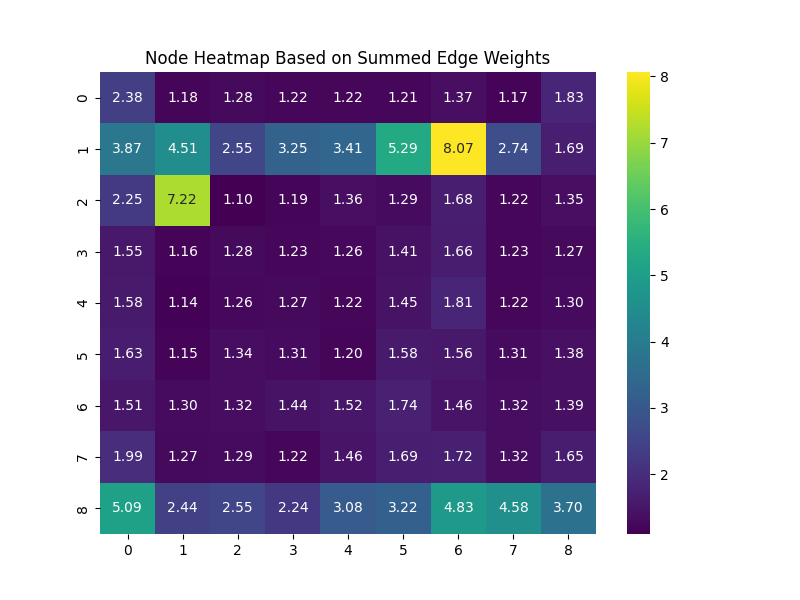 Node Heatmap Based on Summed Edge Weights
0 2.38 1.18 1.28 1.22 1.22 1.21 1.37 1.17 1.83
1 3.87 4.51 2.55 3.25 3.41 5.29 8.07 2.74 1.69
2 2.25 7.22 1.10 1.19 1.36 1.29 1.68 1.22 1.35
3 1.55 1.16 1.28 1.23 1.26 1.41 1.66 1.23 1.27
4 1.58 1.14 1.26 1.27 1.22 1.45 1.81 1.22 1.30
5 1.63 1.15 1.34 1.31 1.20 1.58 1.56 1.31 1.38
6 1.51 1.30 1.32 1.44 1.52 1.74 1.46 1.32 1.39
7 1.99 1.27 1.29 1.22 1.46 1.69 1.72 1.32 1.65
8 5.09 2.44 2.55 2.24 3.08 3.22 4.83 4.58 3.70
0 1 2 3 4 5 6 7 8
8
7
6
5
4
3
2